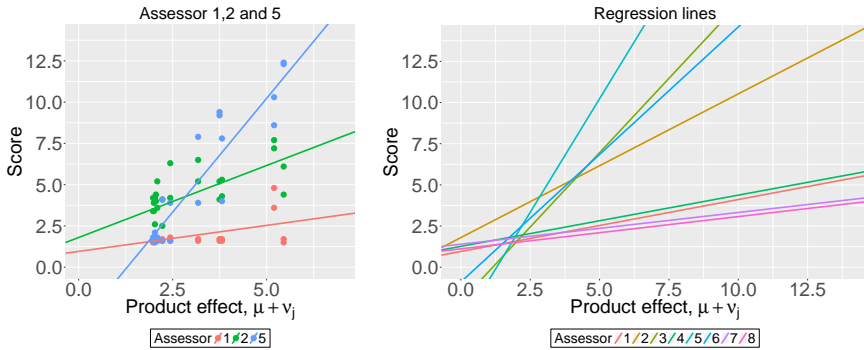 Assessor 1,2 and 5
Score
12.5
10.0
7.5
5.0
2.5
0.0
0.0 2.5 5.0
Product effect, μ + νj
Assessor 1 2 5
Regression lines
Score
12.5
10.0
7.5
5.0
2.5
0.0
0.0 2.5 5.0 7.5 10.0 12.5
Product effect, μ + νj
Assessor 1 2 3 4 5 6 7 8